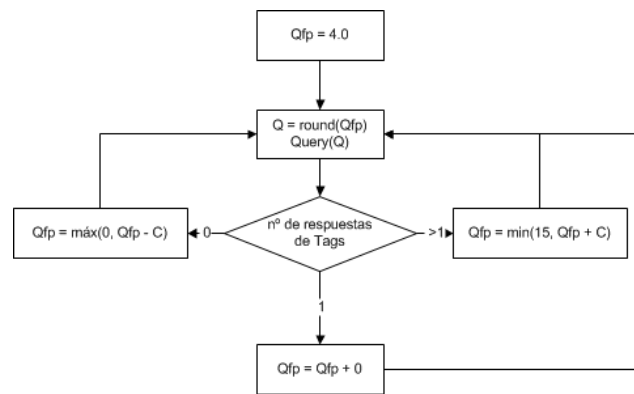 Qfp = 4.0
Q = round(Qfp)
Query(Q)
nº de respuestas
de Tags
0
Qfp = máx(0, Qfp - C)
>1
Qfp = min(15, Qfp + C)
1
Qfp = Qfp + 0